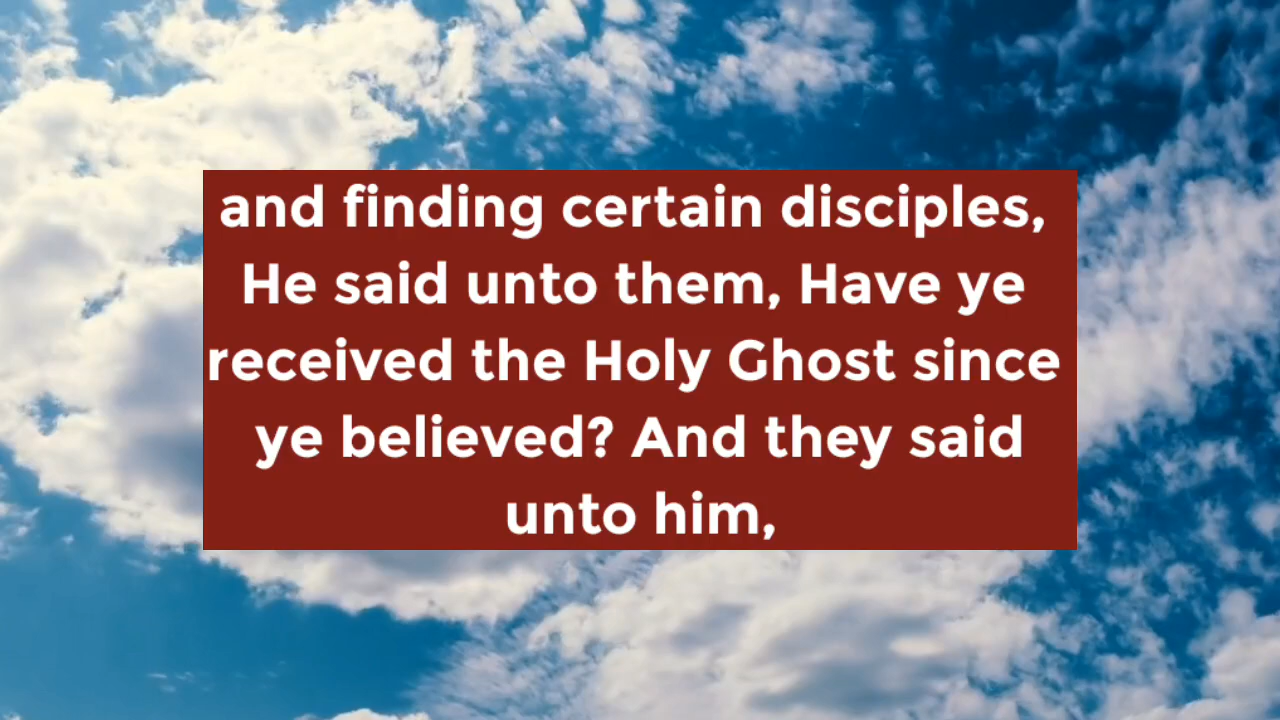 and finding certain disciples,
He said unto them, Have ye
received the Holy Ghost since
ye believed? And they said
unto him,